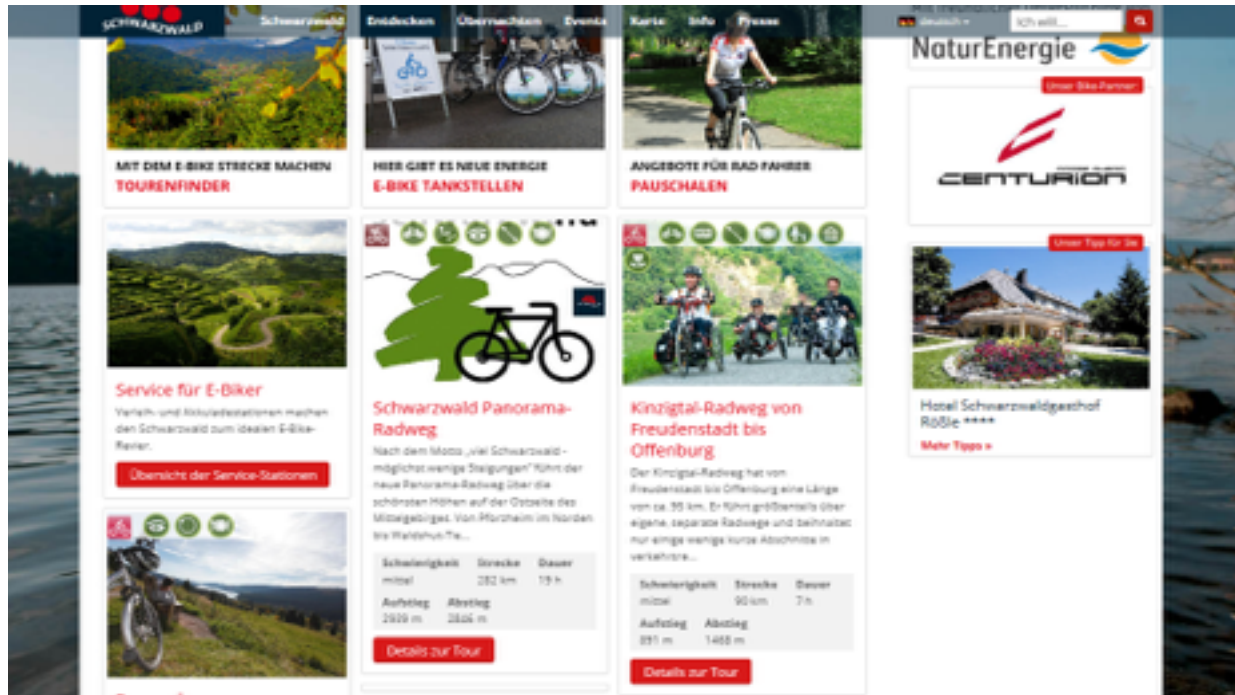 SCHWARZWALD
Schwarzwald Entdecken Übernachten Events Karte Info Presse
deutsch
Ich will...
MIT DEM E-BIKE STRECKE MACHEN
TOURENFINDER
HIER GIBT ES NEUE ENERGIE
E-BIKE TANKSTELLEN
ANGEBOTE FÜR RAD FAHRER
PAUSCHALEN
Service für E-Biker
Verleih- und Akkuladestationen machen
den Schwarzwald zum idealen E-Bike-
Revier.
Übersicht der Service-Stationen
Schwarzwald Panorama-
Radweg
Nach dem Motto „viel Schwarzwald -
möglichst wenige Steigungen" führt der
neue Panorama-Radweg über die
schönsten Höhen auf der Ostseite des
Mittelgebirges. Von Pforzheim im Norden
bis Waldshut-Tie...
Schwierigkeit Strecke Dauer
mittel 282 km 19 h
Aufstieg Abstieg
2846 m
Details zur Tour
Kinzigtal-Radweg von
Freudenstadt bis
Offenburg
Der Kinzigtal-Radweg hat von
Freudenstadt bis Offenburg eine Länge
von ca. 95 km. Er führt größtenteils über
eigene, separate Radwege und beinhaltet
nur einige wenige kurze Abschnitte in
verkehrsre...
Schwierigkeit Strecke Dauer
mittel 90 km 7 h
Aufstieg Abstieg
891 m 1468 m
Details zur Tour
NaturEnergie
Unser Bike-Partner:
CENTURION
Unser Tipp für Sie
Hotel Schwarzwaldgasthof
Rößle ****
Mehr Tipps »